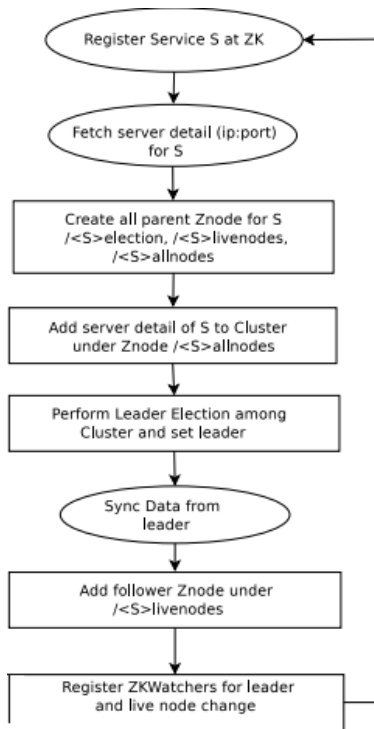 Register Service S at ZK
Fetch server detail (ip:port)
for S
Create all parent Znode for S
/<S>election, /<S>livenodes,
/<S>allnodes
Add server detail of S to Cluster
under Znode /<S>allnodes
Perform Leader Election among
Cluster and set leader
Sync Data from
leader
Add follower Znode under
/<S>livenodes
Register ZKWatchers for leader
and live node change